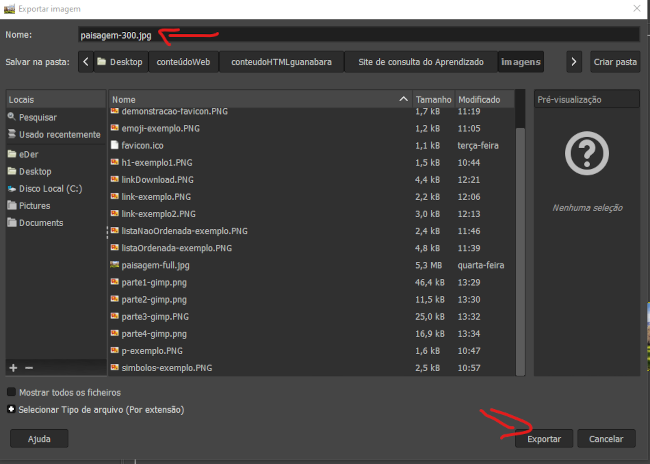 Exportar imagem
Nome: paisagem-300.jpg
Salvar na pasta: Desktop conteúdoWeb conteudoHTMLguanabara Site de consulta do Aprendizado Imagens Criar pasta
Locais Nome Tamanho Modificado Pré-visualização
Pesquisar
Usado recentemente
eDer
Desktop
Disco Local (C:)
Pictures
Documents
demonstracao-favicon.PNG 1,7 kB 11:19
emoji-exemplo.PNG 1,2 kB 11:05
favicon.ico 1,1 kB terça-feira
h1-exemplo1.PNG 1,5 kB 10:44
linkDownload.PNG 4,4 kB 12:21
link-exemplo.PNG 2,2 kB 12:06
link-exemplo2.PNG 3,0 kB 12:13
listaNaoOrdenada-exemplo.PNG 2,4 kB 11:46
listaOrdenada-exemplo.PNG 4,8 kB 11:39
paisagem-full.jpg 5,3 MB quarta-feira
parte1-gimp.png 46,4 kB 13:29
parte2-gimp.png 11,5 kB 13:30
parte3-gimp.PNG 25,0 kB 13:32
parte4-gimp.png 16,9 kB 13:34
p-exemplo.PNG 1,6 kB 10:47
simbolos-exemplo.PNG 2,5 kB 10:57
Nenhuma seleção
Mostrar todos os ficheiros
Selecionar Tipo de arquivo (Por extensão)
Ajuda Exportar Cancelar